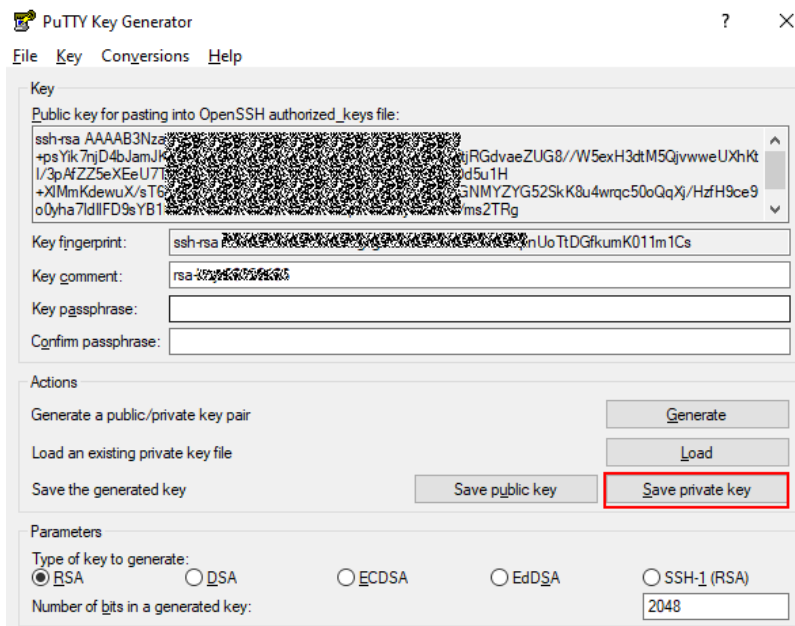 PuTTY Key Generator
File Key Conversions Help
Key
Public key for pasting into OpenSSH authorized_keys file:
ssh-rsa AAAAB3Nza
+psYik7njD4bJamJK tjRGdvaeZUG8//W5exH3dtM5QjvwweUXhKt
I/3pAfZZ5eXEeU7T Od5u1H
+XlMmKdewuX/sT6 GNMYZYG52SkK8u4wrqc50oQqXj/HzfH9ce9
o0yha7IdlIFD9sYB1 /ms2TRg
Key fingerprint: ssh-rsa nUoTtDGfkumK011m1Cs
Key comment: rsa-
Key passphrase:
Confirm passphrase:
Actions
Generate a public/private key pair Generate
Load an existing private key file Load
Save the generated key Save public key Save private key
Parameters
Type of key to generate:
RSA DSA ECDSA EdDSA SSH-1 (RSA)
Number of bits in a generated key: 2048